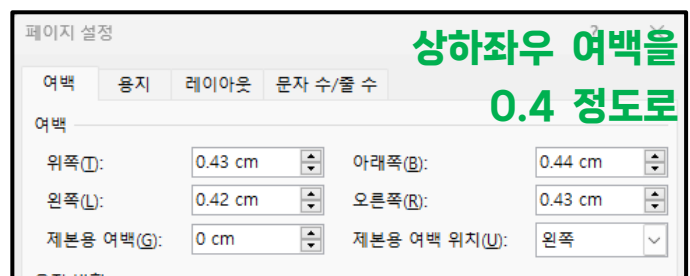 페이지 설정
상하좌우 여백을
0.4 정도로
여백 용지 레이아웃 문자 수/줄 수
여백
위쪽(T): 0.43 cm 아래쪽(B): 0.44 cm
왼쪽(L): 0.42 cm 오른쪽(R): 0.43 cm
제본용 여백(G): 0 cm 제본용 여백 위치(U): 왼쪽